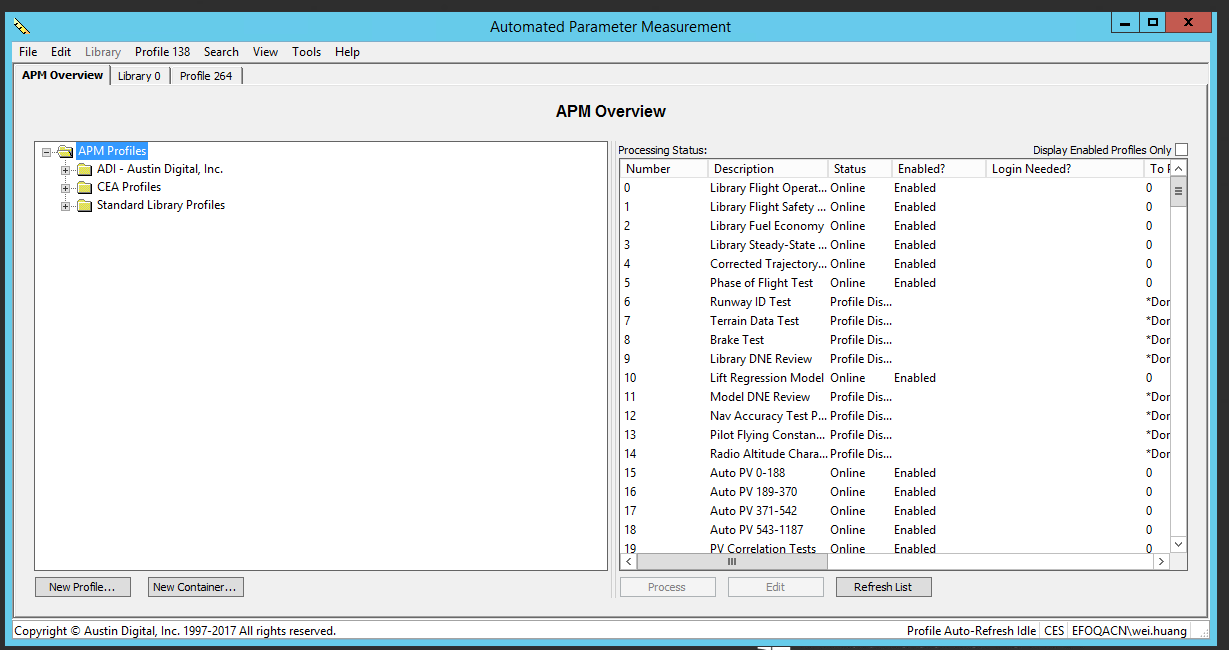 Automated Parameter Measurement
File Edit Library Profile 138 Search View Tools Help
APM Overview Library 0 Profile 264
APM Overview
APM Profiles
ADI - Austin Digital, Inc.
CEA Profiles
Standard Library Profiles
Processing Status: Display Enabled Profiles Only
Number Description Status Enabled? Login Needed? To P
0 Library Flight Operat... Online Enabled 0
1 Library Flight Safety ... Online Enabled 0
2 Library Fuel Economy Online Enabled 0
3 Library Steady-State ... Online Enabled 0
4 Corrected Trajectory... Online Enabled 0
5 Phase of Flight Test Online Enabled 0
6 Runway ID Test Profile Dis... *Dor
7 Terrain Data Test Profile Dis... *Dor
8 Brake Test Profile Dis... *Dor
9 Library DNE Review Profile Dis... *Dor
10 Lift Regression Model Online Enabled 0
11 Model DNE Review Profile Dis... *Dor
12 Nav Accuracy Test P... Profile Dis... *Dor
13 Pilot Flying Constan... Profile Dis... *Dor
14 Radio Altitude Chara... Profile Dis... *Dor
15 Auto PV 0-188 Online Enabled 0
16 Auto PV 189-370 Online Enabled 0
17 Auto PV 371-542 Online Enabled 0
18 Auto PV 543-1187 Online Enabled 0
19 PV Correlation Tests Online Enabled 0
New Profile... New Container... Process Edit Refresh List
Copyright © Austin Digital, Inc. 1997-2017 All rights reserved. Profile Auto-Refresh Idle CES EFOQACN\wei.huang